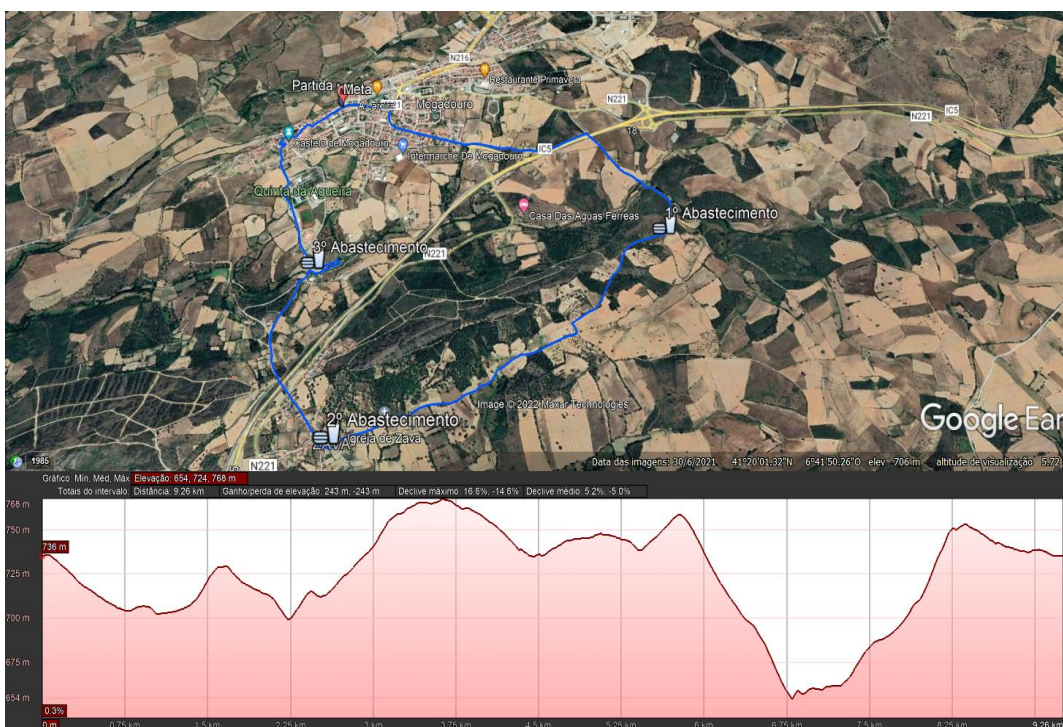 N216
Restaurante Primavera
Partida
Meta
N221
Mogadouro
IC5
N221
18
Castelo de Mogadouro
Intermarche De Mogadouro
IC5
Quinta da Agueira
Casa Das Aguas Ferreas
1º Abastecimento
N221
3º Abastecimento
2º Abastecimento
Igreja de Zava
ZAVA
N221
Image © 2022 Maxar Technologies
Google Ear
1985
Data das imagens: 30/6/2021 41°20'01.32"N 6°41'50.26"O elev 706 m altitude de visualização 5.72
Gráfico: Mín, Méd, Máx Elevação: 654, 724, 768 m
Totais do intervalo: Distância: 9.26 km Ganho/perda de elevação: 243 m, -243 m Declive máximo: 16.6%, -14.6% Declive médio: 5.2%, -5.0%
768 m
750 m
736 m
725 m
700 m
675 m
654 m
0.3%
0 m 0.75 km 1.5 km 2.25 km 3 km 3.75 km 4.5 km 5.25 km 6 km 6.75 km 7.5 km 8.25 km 9.26 km